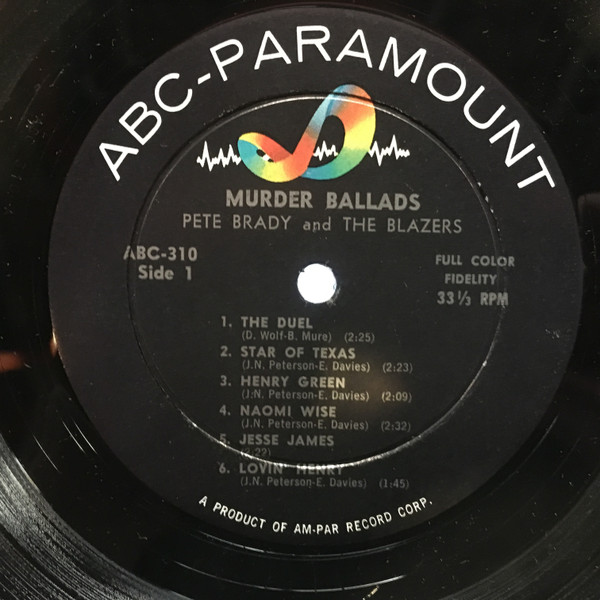 ABC-PARAMOUNT
MURDER BALLADS
PETE BRADY and THE BLAZERS
ABC-310
Side 1
FULL COLOR
FIDELITY
33 1/3 RPM
1. THE DUEL
(D. Wolf-B. Mure) (2:25)
2. STAR OF TEXAS
(J.N. Peterson-E. Davies) (2:23)
3. HENRY GREEN
(J.N. Peterson-E. Davies) (2:09)
4. NAOMI WISE
(J.N. Peterson-E. Davies) (2:32)
5. JESSE JAMES
6. LOVIN' HENRY
(J.N. Peterson-E. Davies) (1:45)
A PRODUCT OF AM-PAR RECORD CORP.